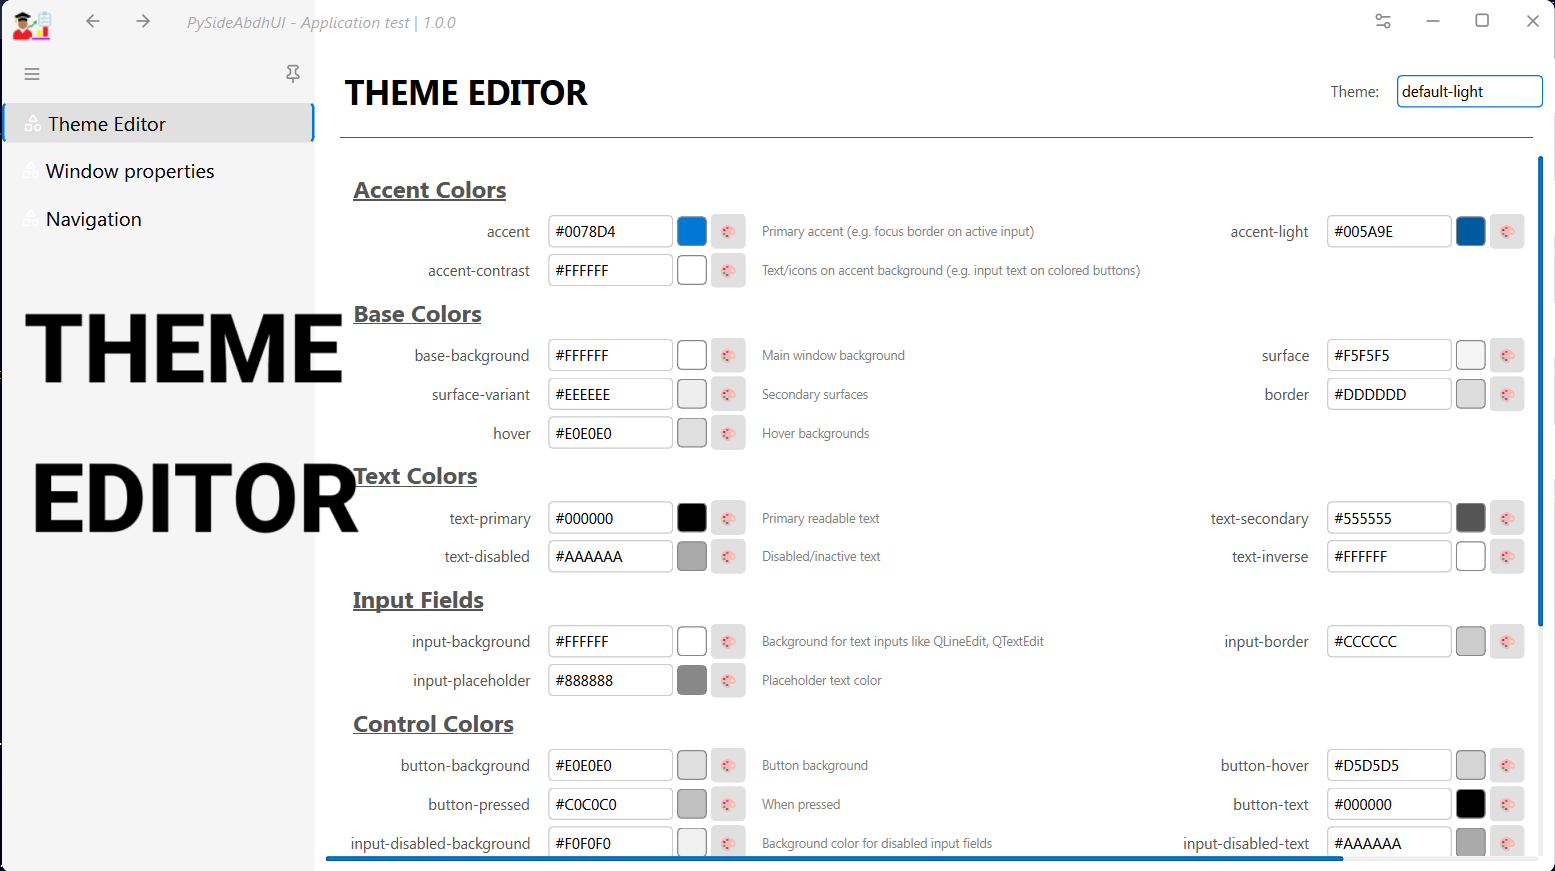 PySideAbdhUI - Application test | 1.0.0
Theme Editor
Window properties
Navigation
THEME
EDITOR
THEME EDITOR
Theme: default-light
Accent Colors
accent #0078D4 Primary accent (e.g. focus border on active input) accent-light #005A9E
accent-contrast #FFFFFF Text/icons on accent background (e.g. input text on colored buttons)
Base Colors
base-background #FFFFFF Main window background surface #F5F5F5
surface-variant #EEEEEE Secondary surfaces border #DDDDDD
hover #E0E0E0 Hover backgrounds
Text Colors
text-primary #000000 Primary readable text text-secondary #555555
text-disabled #AAAAAA Disabled/inactive text text-inverse #FFFFFF
Input Fields
input-background #FFFFFF Background for text inputs like QLineEdit, QTextEdit input-border #CCCCCC
input-placeholder #888888 Placeholder text color
Control Colors
button-background #E0E0E0 Button background button-hover #D5D5D5
button-pressed #C0C0C0 When pressed button-text #000000
input-disabled-background #F0F0F0 Background color for disabled input fields input-disabled-text #AAAAAA